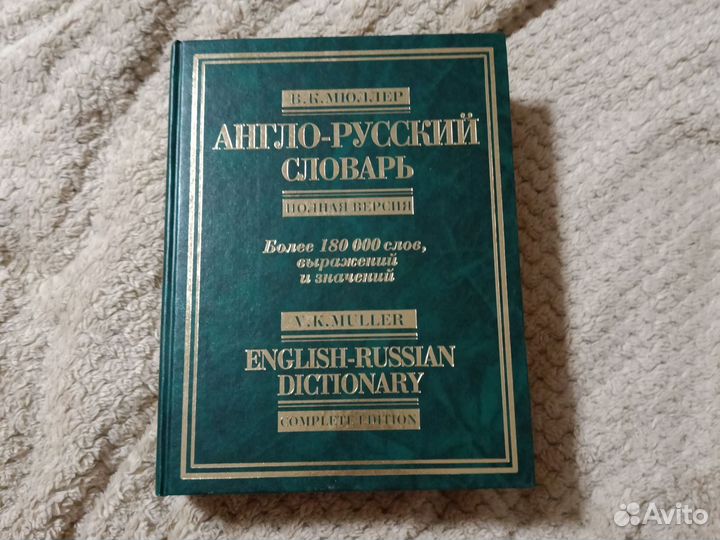 В.К.МЮЛЛЕР
АНГЛО-РУССКИЙ
СЛОВАРЬ
ПОЛНАЯ ВЕРСИЯ
Более 180 000 слов,
выражений
и значений
V.K.MULLER
ENGLISH-RUSSIAN
DICTIONARY
COMPLETE EDITION
Avito